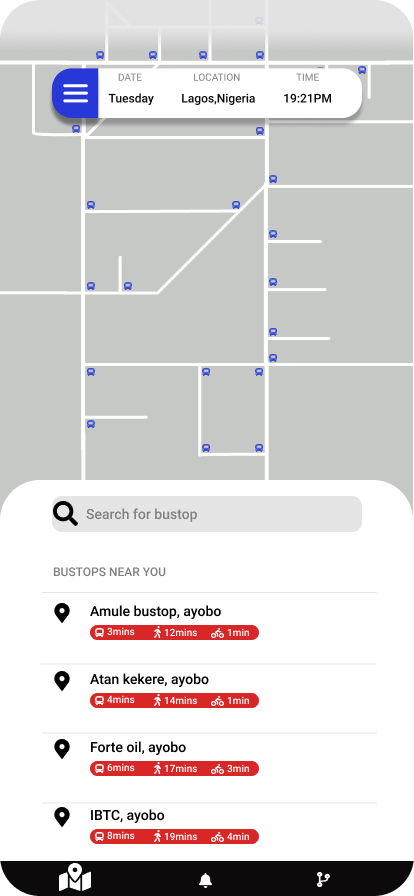 DATE LOCATION TIME
Tuesday Lagos,Nigeria 19:21PM
Search for bustop
BUSTOPS NEAR YOU
Amule bustop, ayobo
3mins 12mins 1min
Atan kekere, ayobo
4mins 14mins 1min
Forte oil, ayobo
6mins 17mins 3min
IBTC, ayobo
8mins 19mins 4min